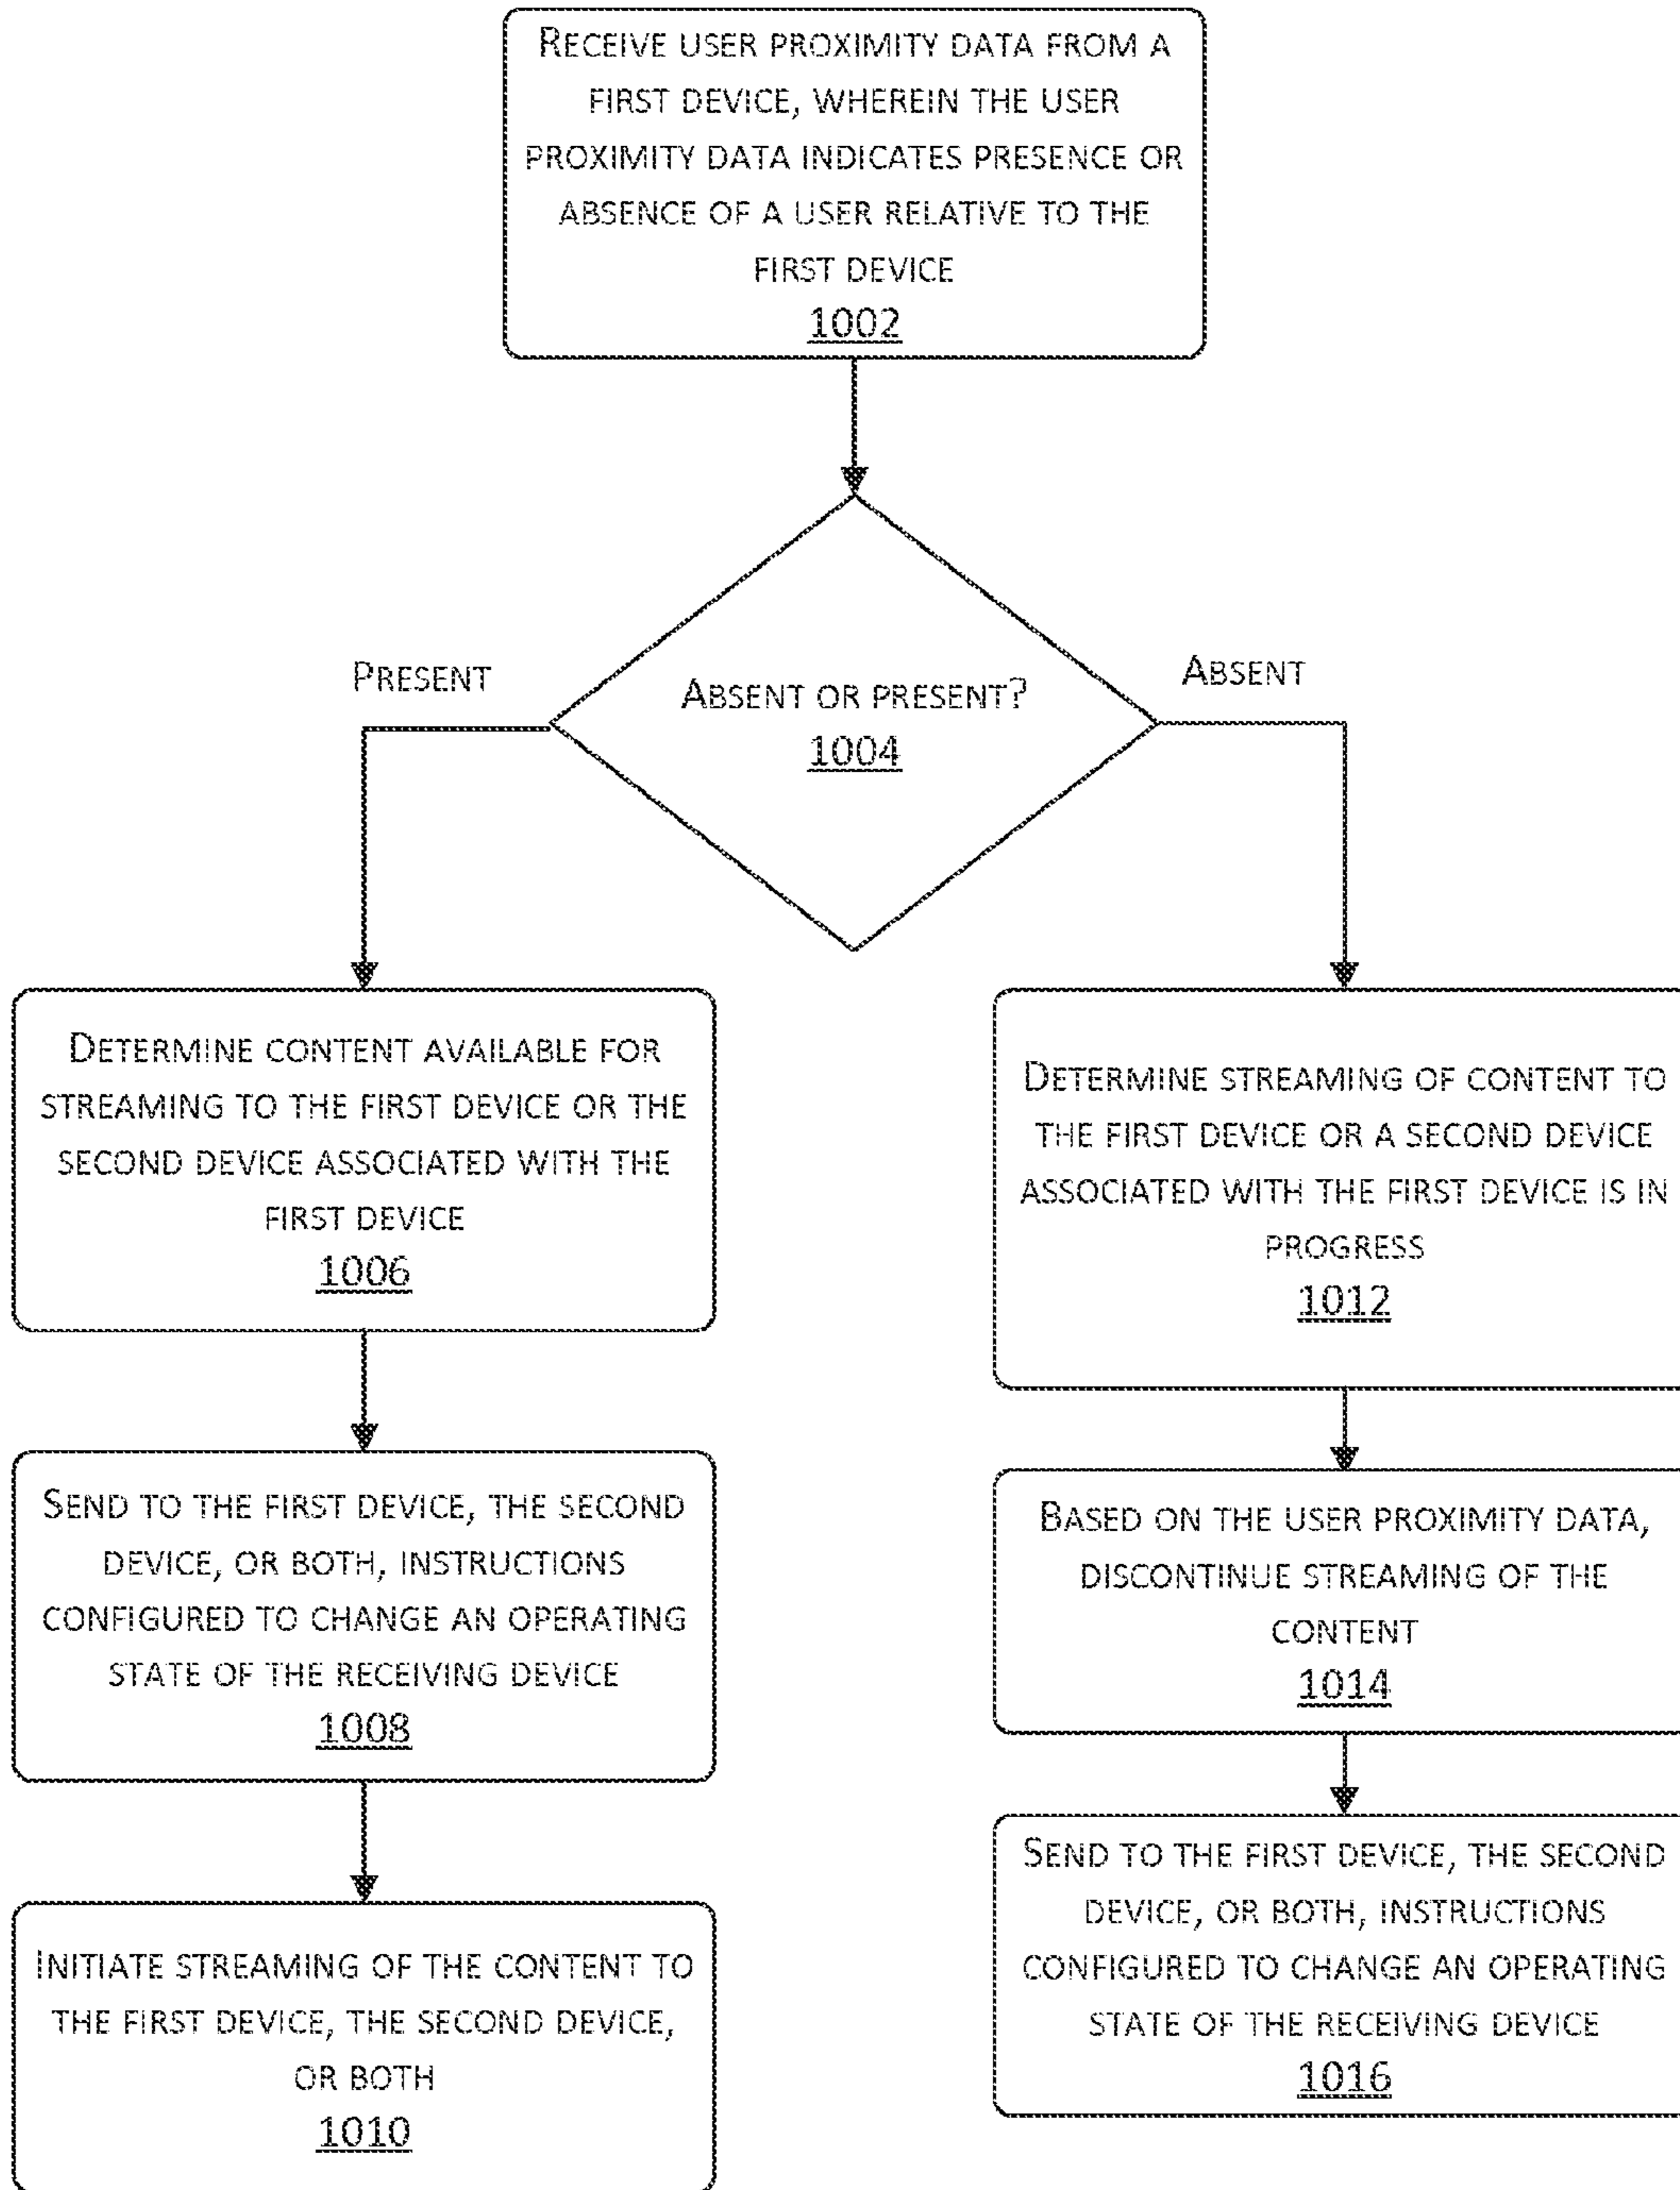 RECEIVE USER PROXIMITY DATA FROM A
FIRST DEVICE, WHEREIN THE USER
PROXIMITY DATA INDICATES PRESENCE OR
ABSENCE OF A USER RELATIVE TO THE
FIRST DEVICE
1002
PRESENT
ABSENT OR PRESENT?
1004
ABSENT
DETERMINE CONTENT AVAILABLE FOR
STREAMING TO THE FIRST DEVICE OR THE
SECOND DEVICE ASSOCIATED WITH THE
FIRST DEVICE
1006
SEND TO THE FIRST DEVICE, THE SECOND
DEVICE, OR BOTH, INSTRUCTIONS
CONFIGURED TO CHANGE AN OPERATING
STATE OF THE RECEIVING DEVICE
1008
INITIATE STREAMING OF THE CONTENT TO
THE FIRST DEVICE, THE SECOND DEVICE,
OR BOTH
1010
DETERMINE STREAMING OF CONTENT TO
THE FIRST DEVICE OR A SECOND DEVICE
ASSOCIATED WITH THE FIRST DEVICE IS IN
PROGRESS
1012
BASED ON THE USER PROXIMITY DATA,
DISCONTINUE STREAMING OF THE
CONTENT
1014
SEND TO THE FIRST DEVICE, THE SECOND
DEVICE, OR BOTH, INSTRUCTIONS
CONFIGURED TO CHANGE AN OPERATING
STATE OF THE RECEIVING DEVICE
1016